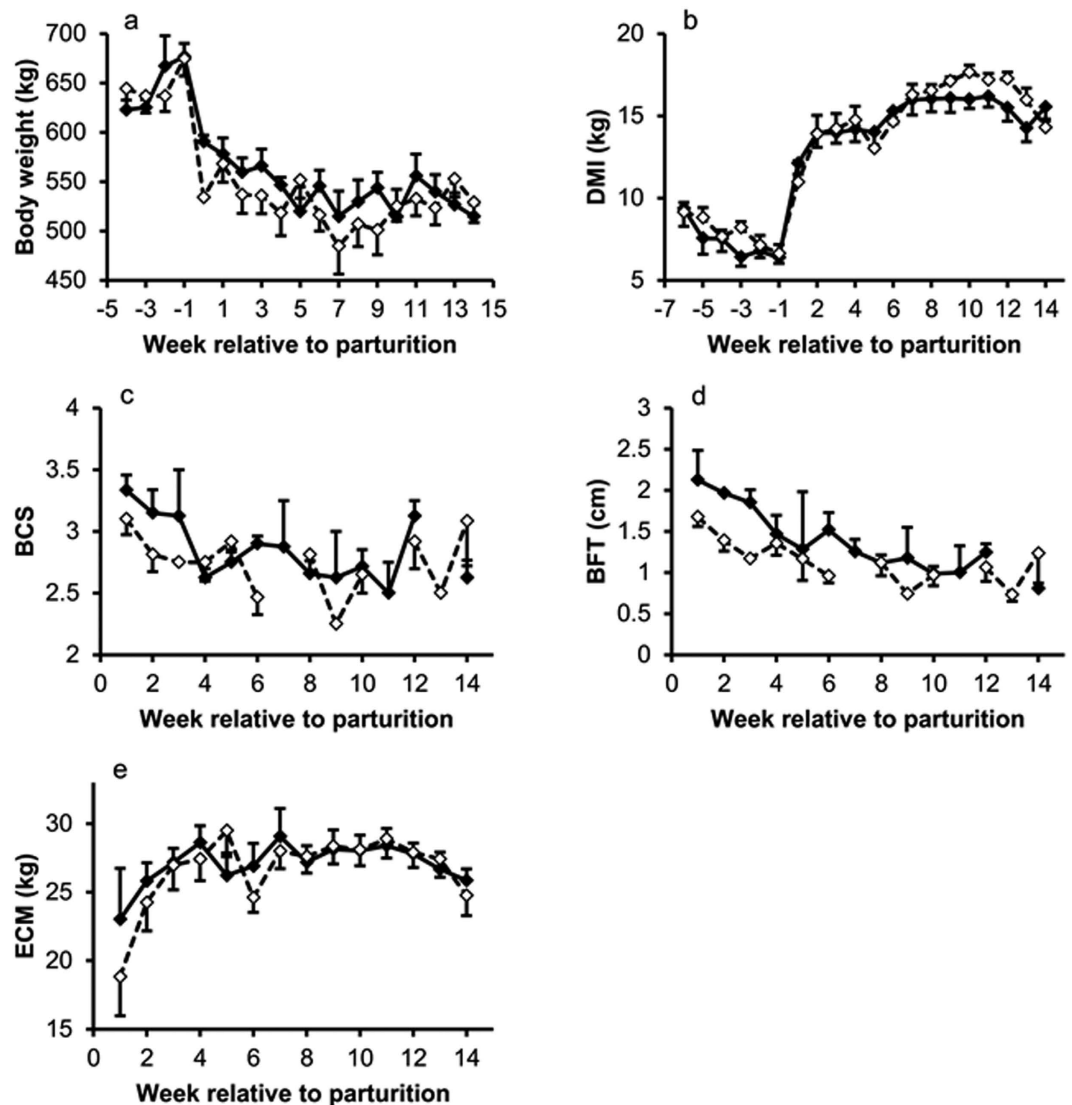 a
Body weight (kg)
700
650
600
550
500
450
-5 -3 -1 1 3 5 7 9 11 13 15
Week relative to parturition
b
DMI (kg)
20
15
10
5
-7 -5 -3 -1 2 4 6 8 10 12 14
Week relative to parturition
c
BCS
4
3.5
3
2.5
2
0 2 4 6 8 10 12 14
Week relative to parturition
d
BFT (cm)
3
2.5
2
1.5
1
0.5
0
0 2 4 6 8 10 12 14
Week relative to parturition
e
ECM (kg)
30
25
20
15
0 2 4 6 8 10 12 14
Week relative to parturition